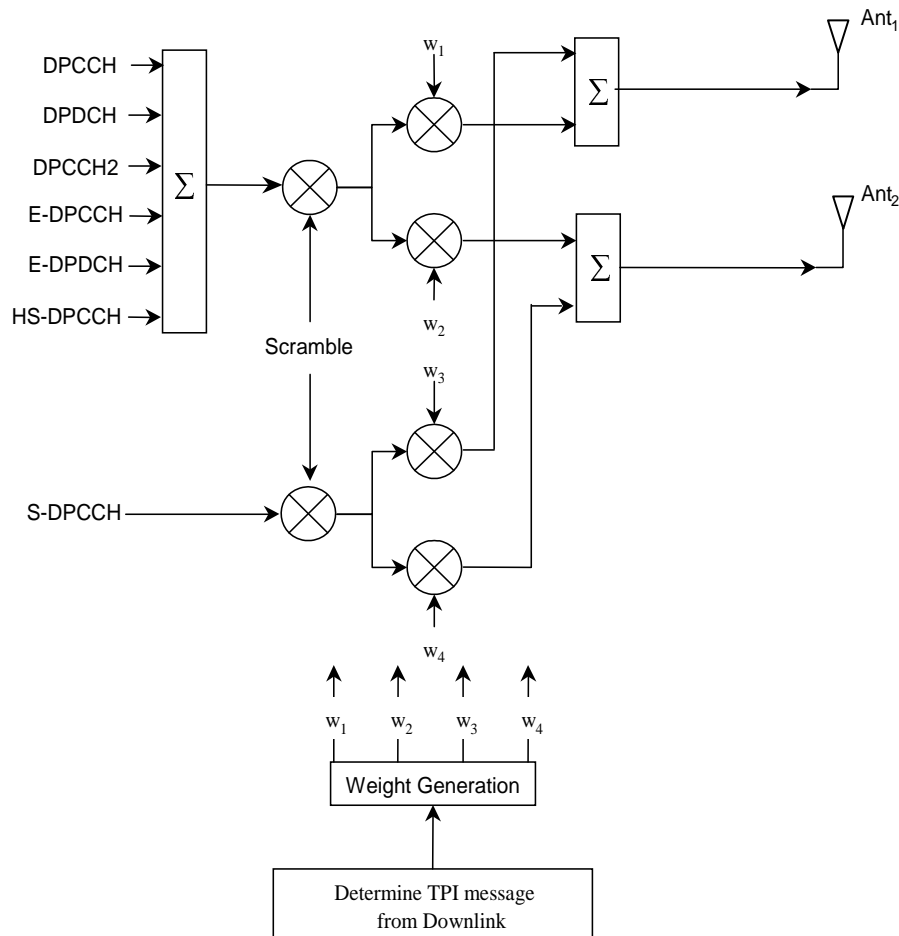 Ant1
w1
DPCCH
DPDCH
Σ
DPCCH2
Σ
Ant2
E-DPCCH
E-DPDCH
Σ
HS-DPCCH
w2
Scramble
w3
S-DPCCH
w4
w1 w2 w3 w4
Weight Generation
Determine TPI message
from Downlink